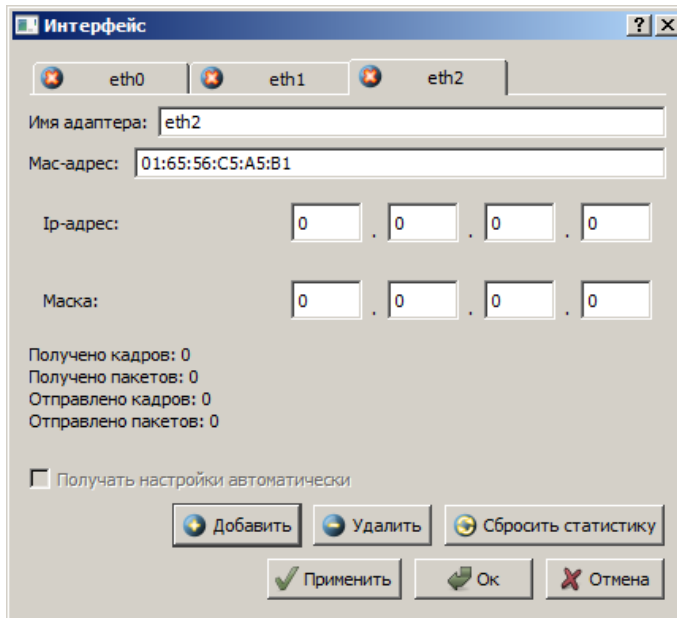 Интерфейс
eth0 eth1 eth2
Имя адаптера: eth2
Мас-адрес: 01:65:56:C5:A5:B1
Ip-адрес: 0 . 0 . 0 . 0
Маска: 0 . 0 . 0 . 0
Получено кадров: 0
Получено пакетов: 0
Отправлено кадров: 0
Отправлено пакетов: 0
Получать настройки автоматически
Добавить Удалить Сбросить статистику
Применить Ок Отмена